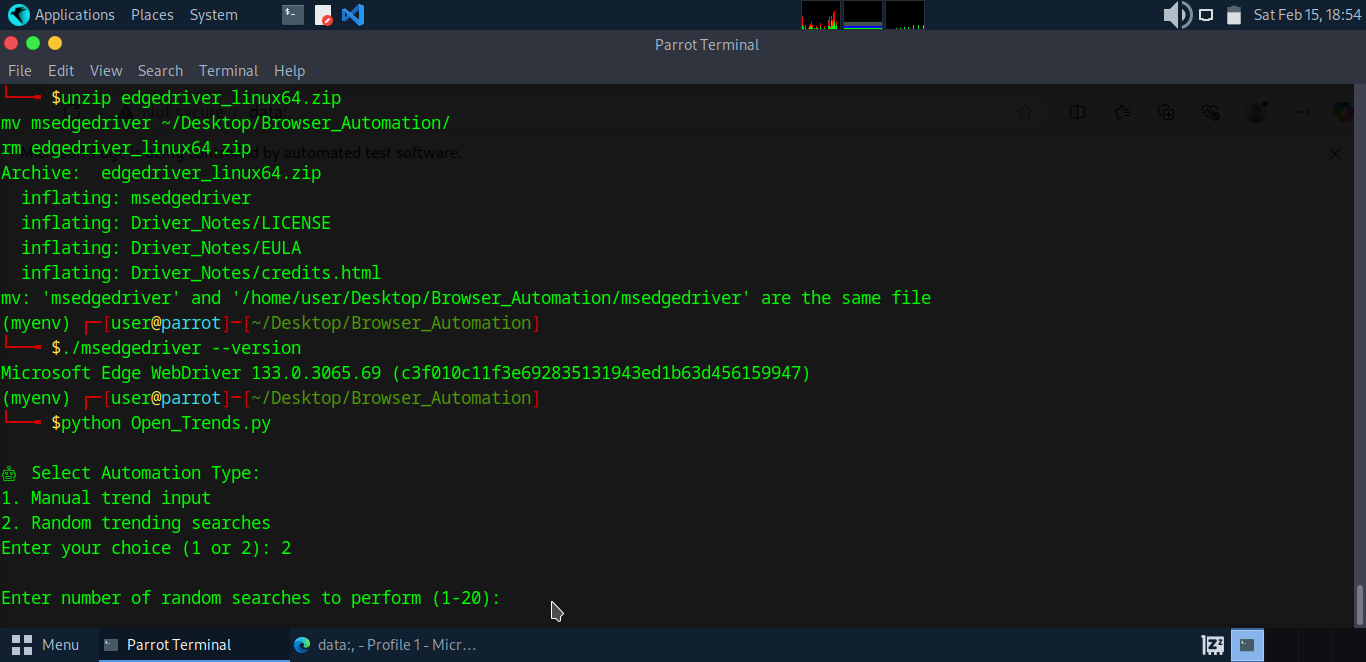 Applications Places System Sat Feb 15, 18:54
Parrot Terminal
File Edit View Search Terminal Help
$unzip edgedriver_linux64.zip
mv msedgedriver ~/Desktop/Browser_Automation/
rm edgedriver_linux64.zip
by automated test software.
Archive:  edgedriver_linux64.zip
  inflating: msedgedriver
  inflating: Driver_Notes/LICENSE
  inflating: Driver_Notes/EULA
  inflating: Driver_Notes/credits.html
mv: 'msedgedriver' and '/home/user/Desktop/Browser_Automation/msedgedriver' are the same file
(myenv) ┌─[user@parrot]─[~/Desktop/Browser_Automation]
└──╼ $./msedgedriver --version
Microsoft Edge WebDriver 133.0.3065.69 (c3f010c11f3e692835131943ed1b63d456159947)
(myenv) ┌─[user@parrot]─[~/Desktop/Browser_Automation]
└──╼ $python Open_Trends.py
Select Automation Type:
1. Manual trend input
2. Random trending searches
Enter your choice (1 or 2): 2
Enter number of random searches to perform (1-20):
Menu Parrot Terminal data:, - Profile 1 - Micr...